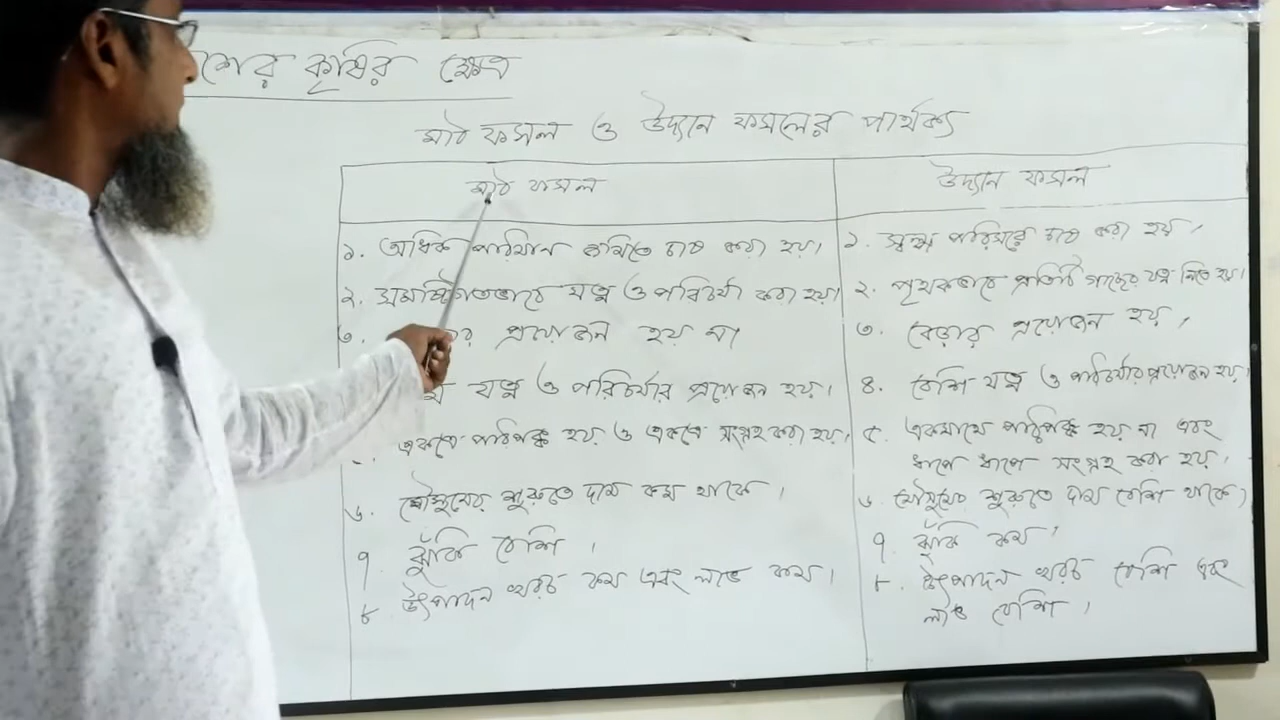 শের কৃষির ক্ষেত্র
মাঠ ফসল ও উদ্যান ফসলের পার্থক্য
মাঠ ফসল
উদ্যান ফসল
১. অধিক পরিমান জমিতে চাষ করা হয়।
১. স্বল্প পরিসরে চাষ করা হয়।
২. সমষ্টিগতভাবে যত্ন ও পরিচর্যা করা হয়।
২. পৃথকভাবে প্রতিটি গাছের যত্ন নিতে হয়।
৩. র প্রয়োজন হয় না
৩. বেড়ার প্রয়োজন হয়।
যত্ন ও পরিচর্যার প্রয়োজন হয়।
৪. বেশি যত্ন ও পরিচর্যার প্রয়োজন হয়।
একত্রে পরিপক্ক হয় ও একত্রে সংগ্রহ করা হয়।
৫. একসাথে পরিপক্ক হয় না এবং
ধাপে ধাপে সংগ্রহ করা হয়।
৬. মৌসুমের শুরুতে দাম কম থাকে।
৬. মৌসুমের শুরুতে দাম বেশি থাকে।
৭ ঝুঁকি বেশি।
৭. ঝুঁকি কম।
৮ উৎপাদন খরচ কম এবং লাভ কম।
৮. উৎপাদন খরচ বেশি এবং
লাভ বেশি।